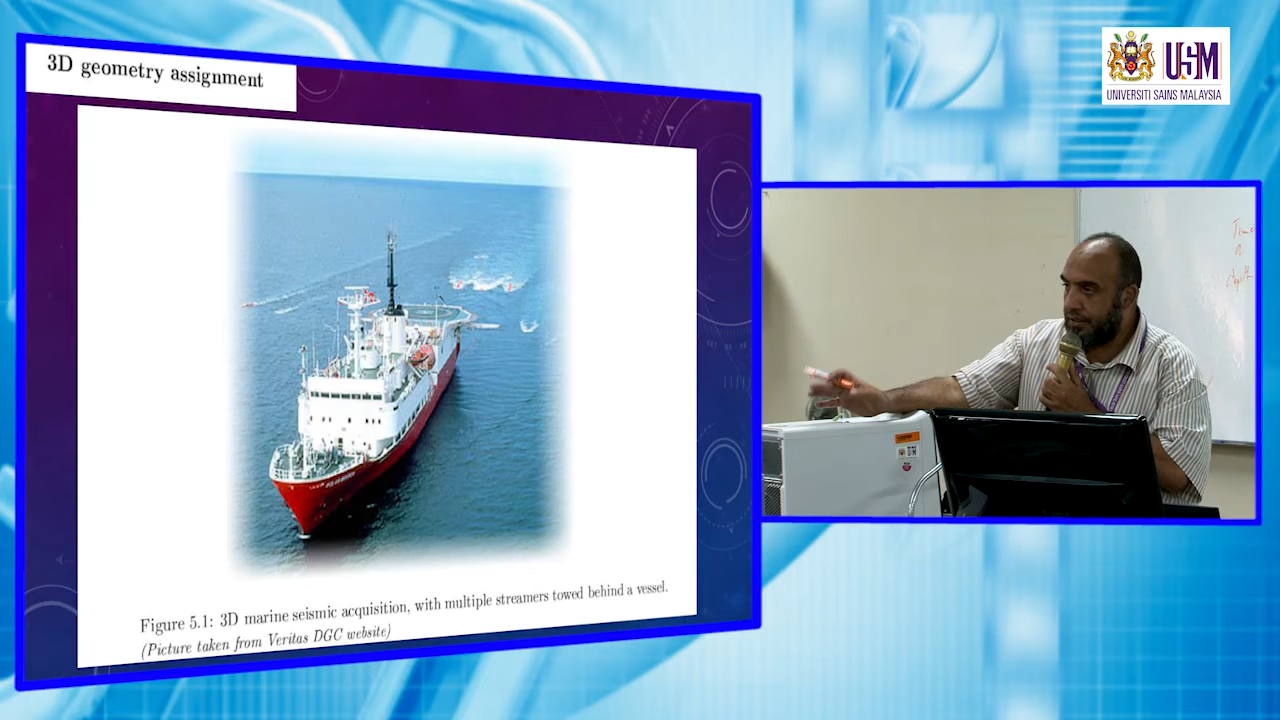 3D geometry assignment
Figure 5.1: 3D marine seismic acquisition, with multiple streamers towed behind a vessel.
(Picture taken from Veritas DGC website)
USM
UNIVERSITI SAINS MALAYSIA